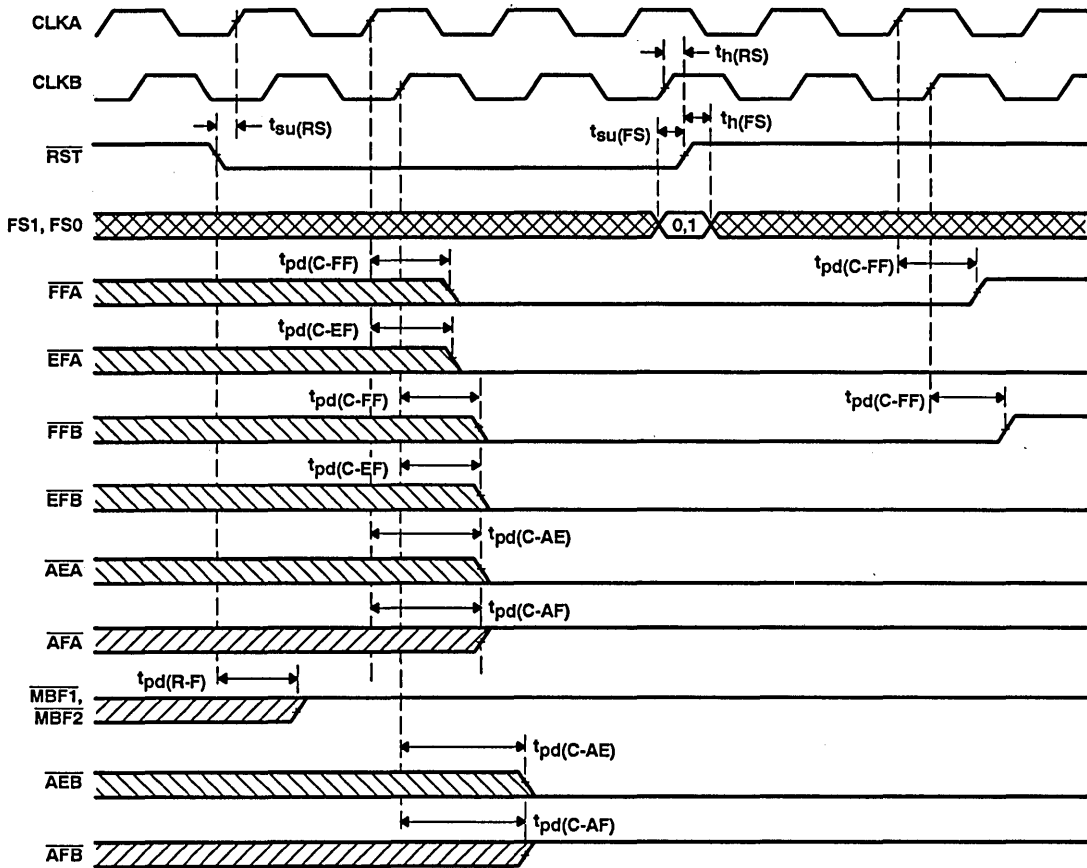 CLKA
th(RS)
CLKB
tsu(RS)
tsu(FS)
th(FS)
RST
FS1, FS0
0,1
tpd(C-FF)
tpd(C-FF)
FFA
tpd(C-EF)
EFA
tpd(C-FF)
tpd(C-FF)
FFB
tpd(C-EF)
EFB
tpd(C-AE)
AEA
tpd(C-AF)
AFA
tpd(R-F)
MBF1,
MBF2
tpd(C-AE)
AEB
tpd(C-AF)
AFB